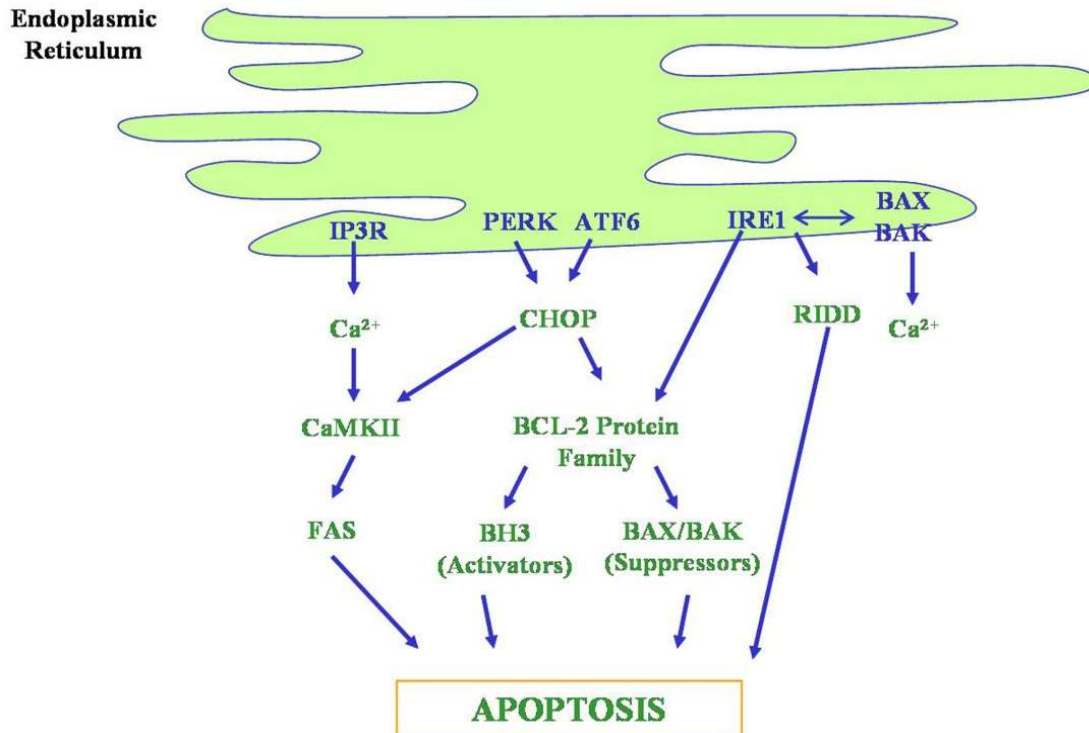 Endoplasmic
Reticulum
IP3R
PERK ATF6
IRE1
BAX
BAK
Ca²⁺
CHOP
RIDD
Ca²⁺
CaMKII
BCL-2 Protein
Family
FAS
BH3
(Activators)
BAX/BAK
(Suppressors)
APOPTOSIS